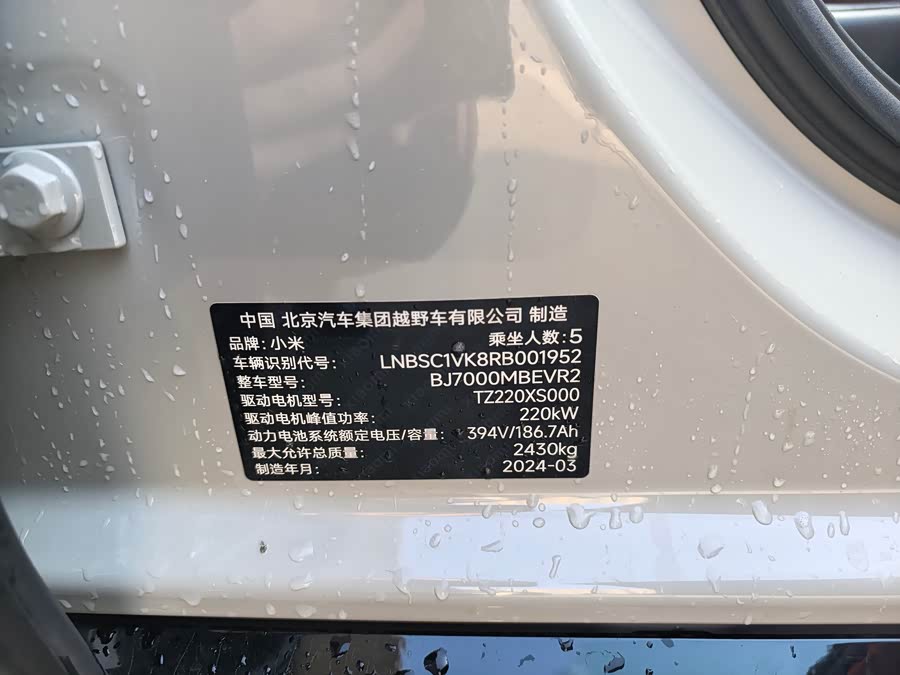 中国 北京汽车集团越野车有限公司 制造
品牌:小米 乘坐人数:5
车辆识别代号: LNBSC1VK8RB001952
整车型号: BJ7000MBEVR2
驱动电机型号: TZ220XS000
驱动电机峰值功率: 220kW
动力电池系统额定电压/容量: 394V/186.7Ah
最大允许总质量: 2430kg
制造年月: 2024-03